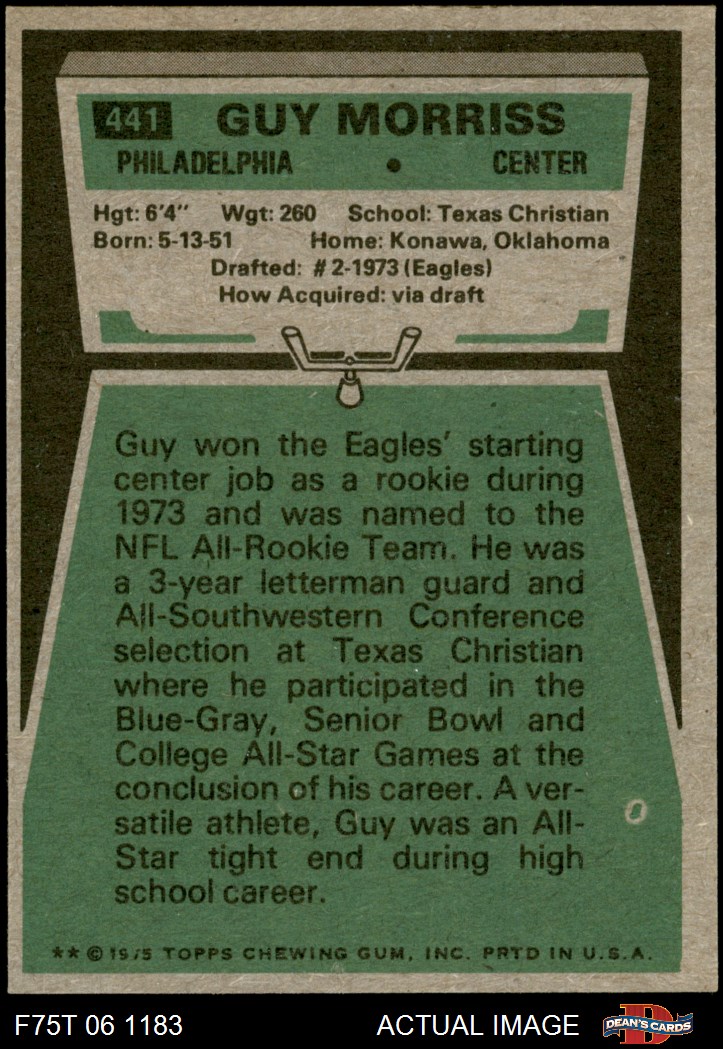 441 GUY MORRISS
PHILADELPHIA • CENTER
Hgt: 6'4" Wgt: 260 School: Texas Christian
Born: 5-13-51 Home: Konawa, Oklahoma
Drafted: #2-1973 (Eagles)
How Acquired: via draft
Guy won the Eagles' starting
center job as a rookie during
1973 and was named to the
NFL All-Rookie Team. He was
a 3-year letterman guard and
All-Southwestern Conference
selection at Texas Christian
where he participated in the
Blue-Gray, Senior Bowl and
College All-Star Games at the
conclusion of his career. A ver-
satile athlete, Guy was an All-
Star tight end during high
school career.
** © 1975 TOPPS CHEWING GUM, INC. PRTD IN U.S.A.
F75T 06 1183 ACTUAL IMAGE D DEAN'S CARDS